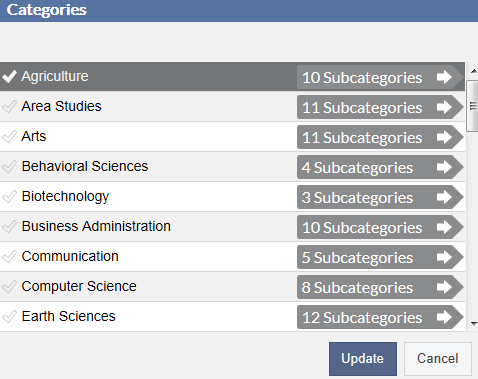 Categories
Agriculture 10 Subcategories
Area Studies 11 Subcategories
Arts 11 Subcategories
Behavioral Sciences 4 Subcategories
Biotechnology 3 Subcategories
Business Administration 10 Subcategories
Communication 5 Subcategories
Computer Science 8 Subcategories
Earth Sciences 12 Subcategories
Update Cancel